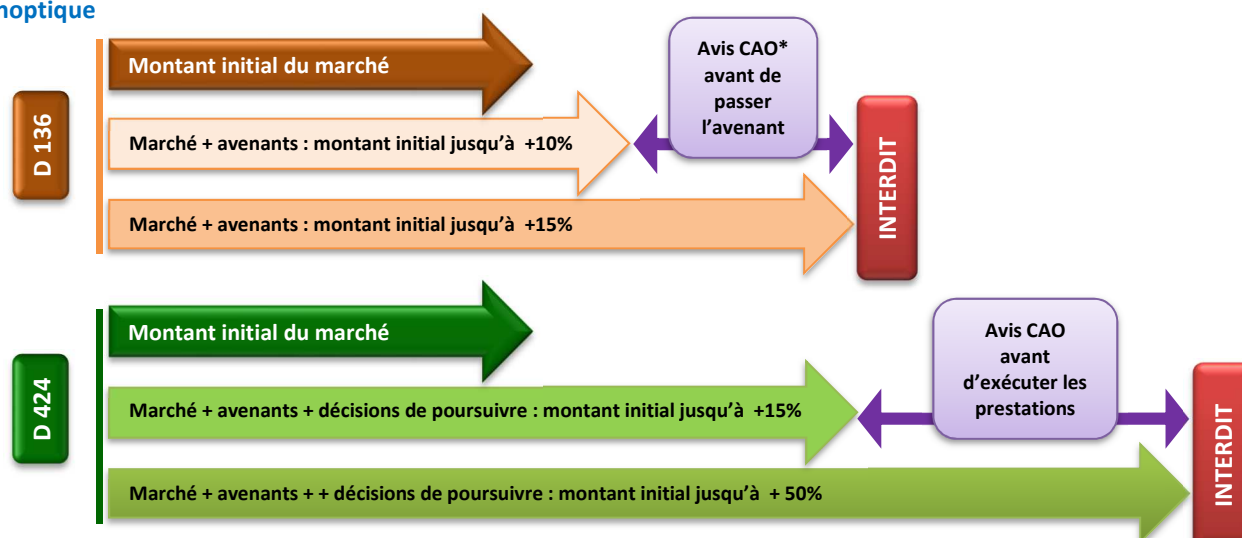 noptique
D 136
Montant initial du marché
Marché + avenants : montant initial jusqu'à +10%
Marché + avenants : montant initial jusqu'à +15%
Avis CAO*
avant de
passer
l'avenant
INTERDIT
D 424
Montant initial du marché
Marché + avenants + décisions de poursuivre : montant initial jusqu'à +15%
Marché + avenants + + décisions de poursuivre : montant initial jusqu'à + 50%
Avis CAO
avant
d'exécuter les
prestations
INTERDIT